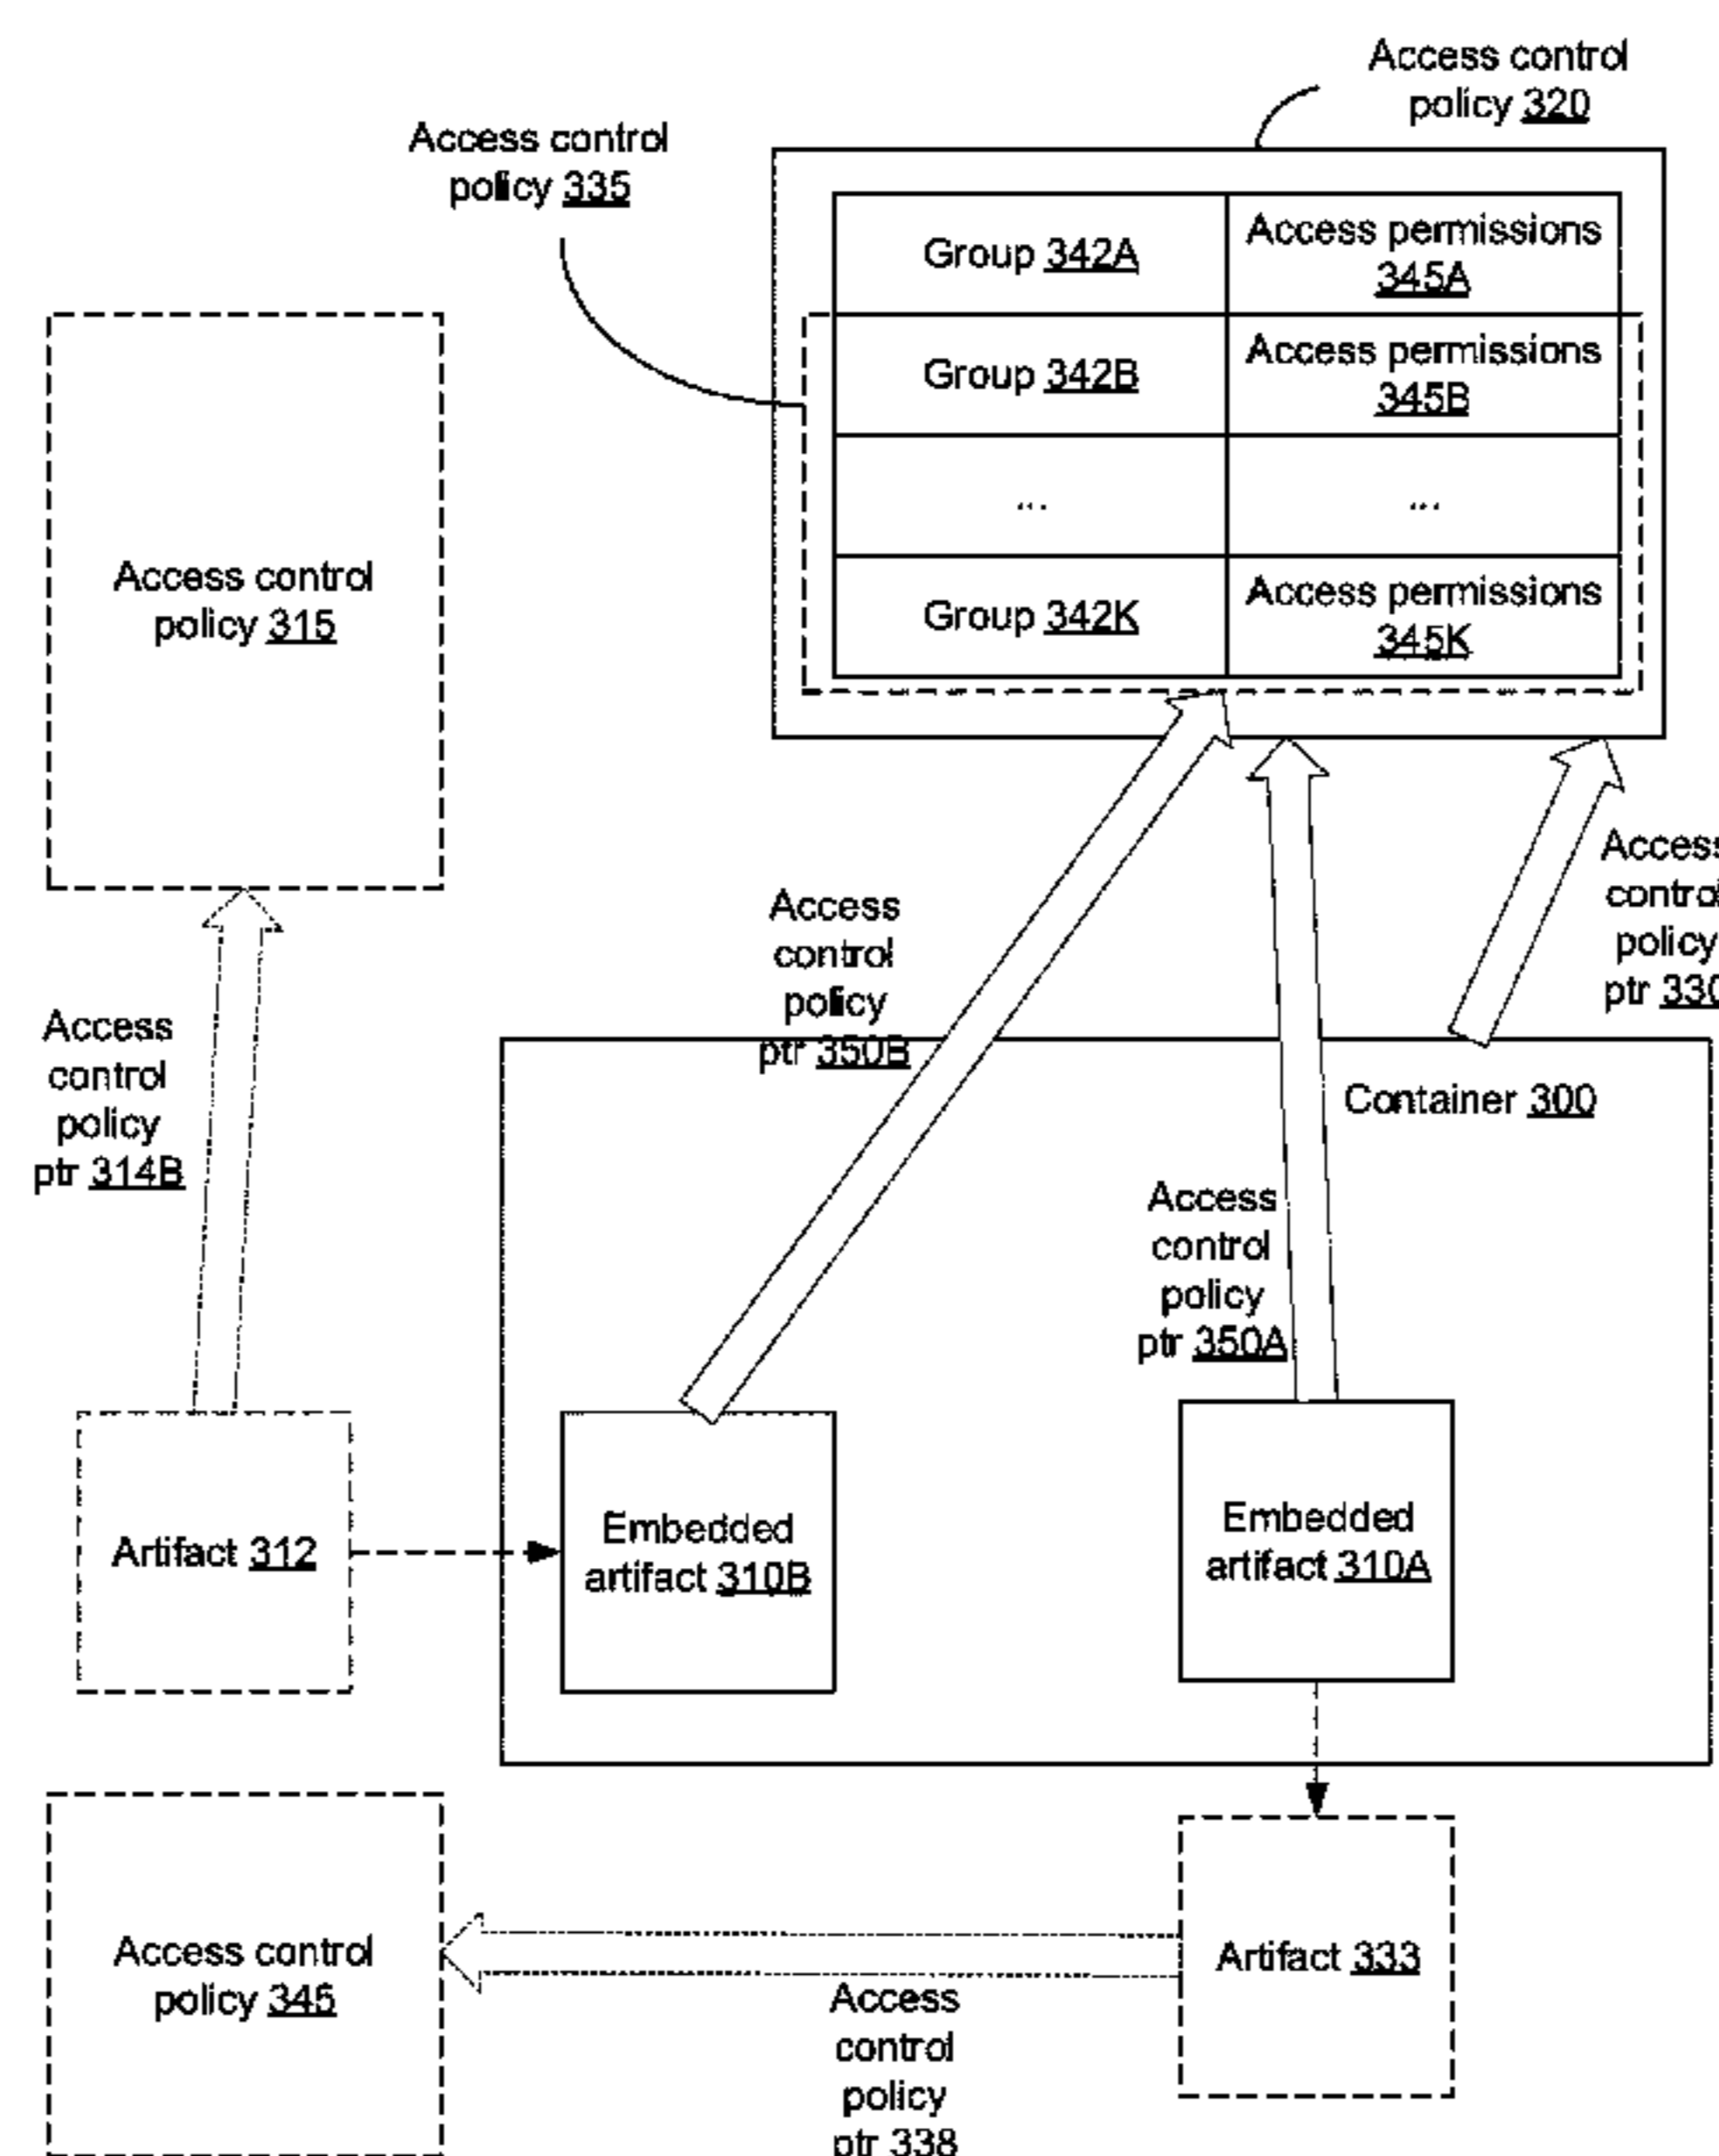 Access control
policy 320
Access control
policy 335
Group 342A
Access permissions
345A
Group 342B
Access permissions
345B
... ...
Group 342K
Access permissions
345K
Access control
policy 315
Access
control
policy
ptr 330
Access
control
policy
ptr 350B
Access
control
policy
ptr 314B
Container 300
Access
control
policy
ptr 350A
Artifact 312
Embedded
artifact 310B
Embedded
artifact 310A
Access control
policy 345
Artifact 333
Access
control
policy
ptr 338